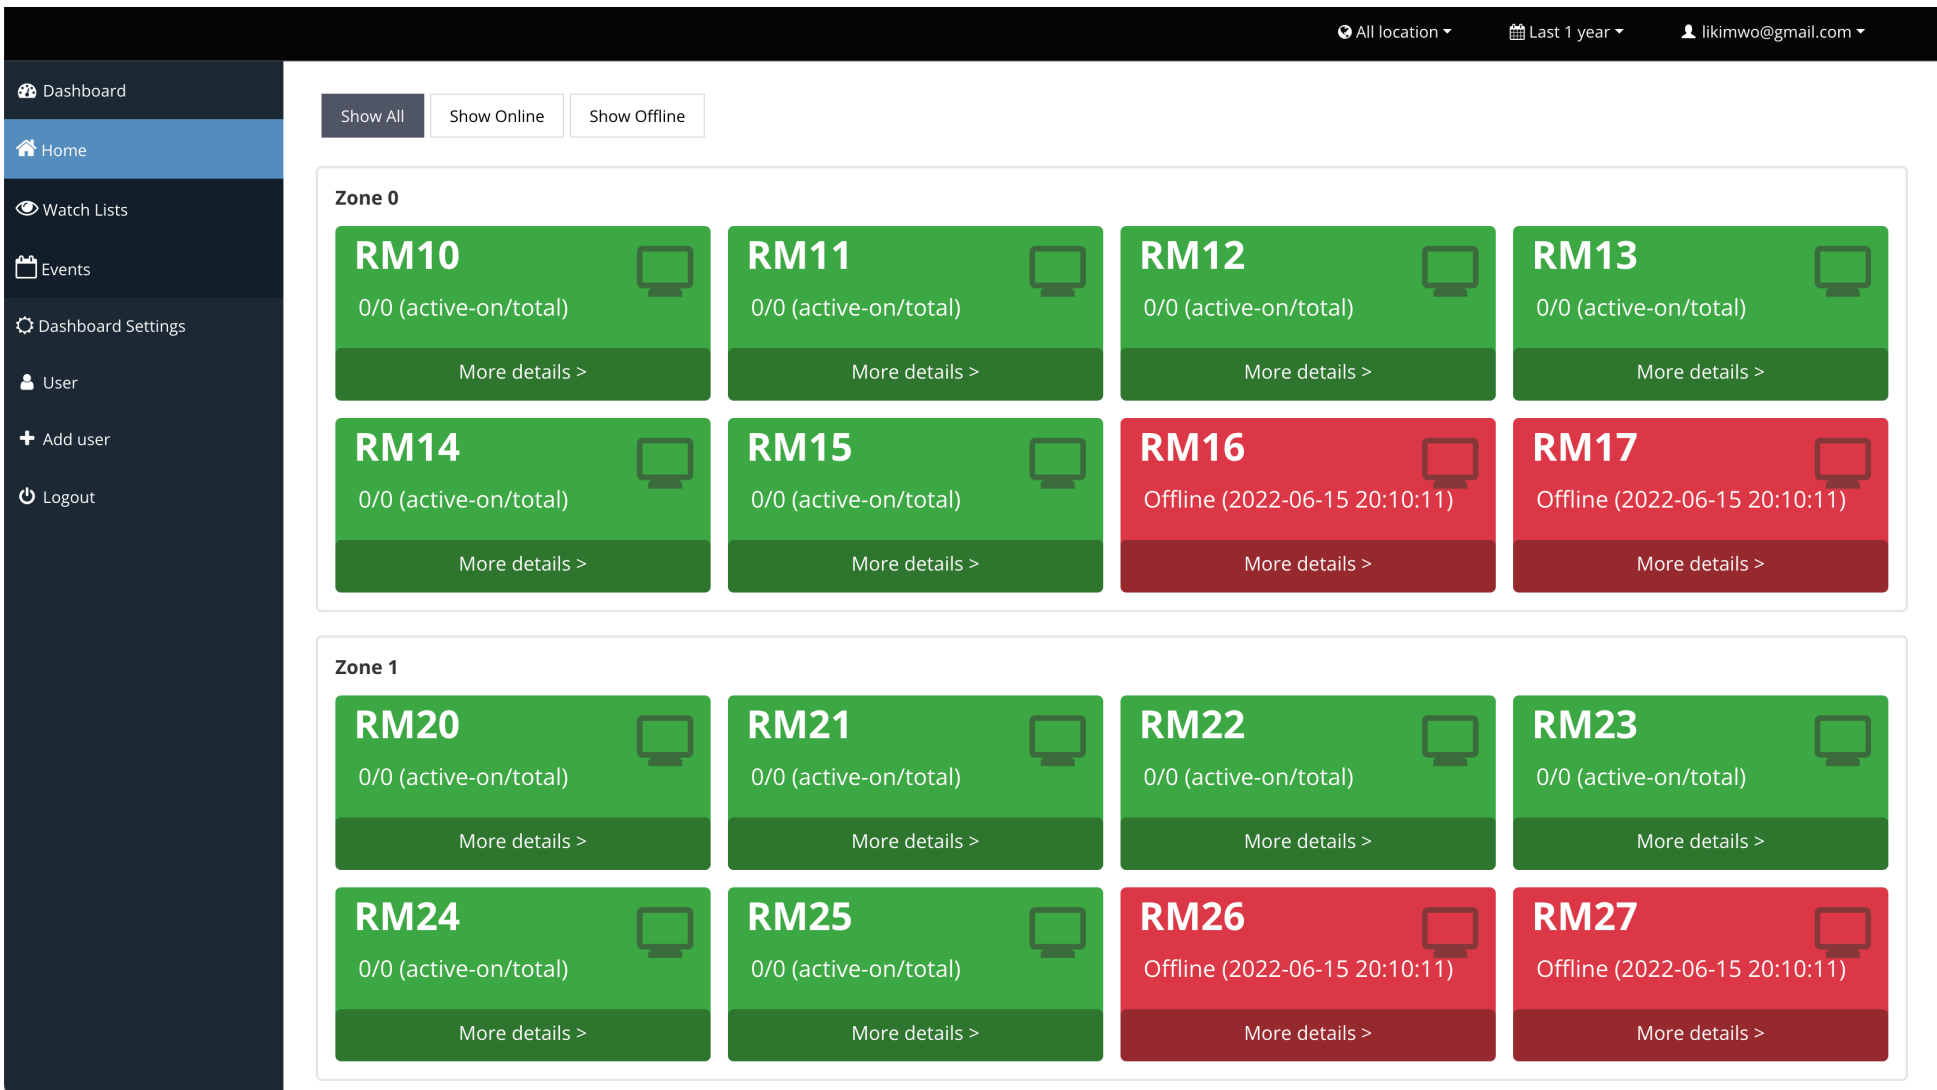 All location
Last 1 year
likimwo@gmail.com
Dashboard
Home
Watch Lists
Events
Dashboard Settings
User
Add user
Logout
Show All
Show Online
Show Offline
Zone 0
RM10
0/0 (active-on/total)
More details >
RM11
0/0 (active-on/total)
More details >
RM12
0/0 (active-on/total)
More details >
RM13
0/0 (active-on/total)
More details >
RM14
0/0 (active-on/total)
More details >
RM15
0/0 (active-on/total)
More details >
RM16
Offline (2022-06-15 20:10:11)
More details >
RM17
Offline (2022-06-15 20:10:11)
More details >
Zone 1
RM20
0/0 (active-on/total)
More details >
RM21
0/0 (active-on/total)
More details >
RM22
0/0 (active-on/total)
More details >
RM23
0/0 (active-on/total)
More details >
RM24
0/0 (active-on/total)
More details >
RM25
0/0 (active-on/total)
More details >
RM26
Offline (2022-06-15 20:10:11)
More details >
RM27
Offline (2022-06-15 20:10:11)
More details >